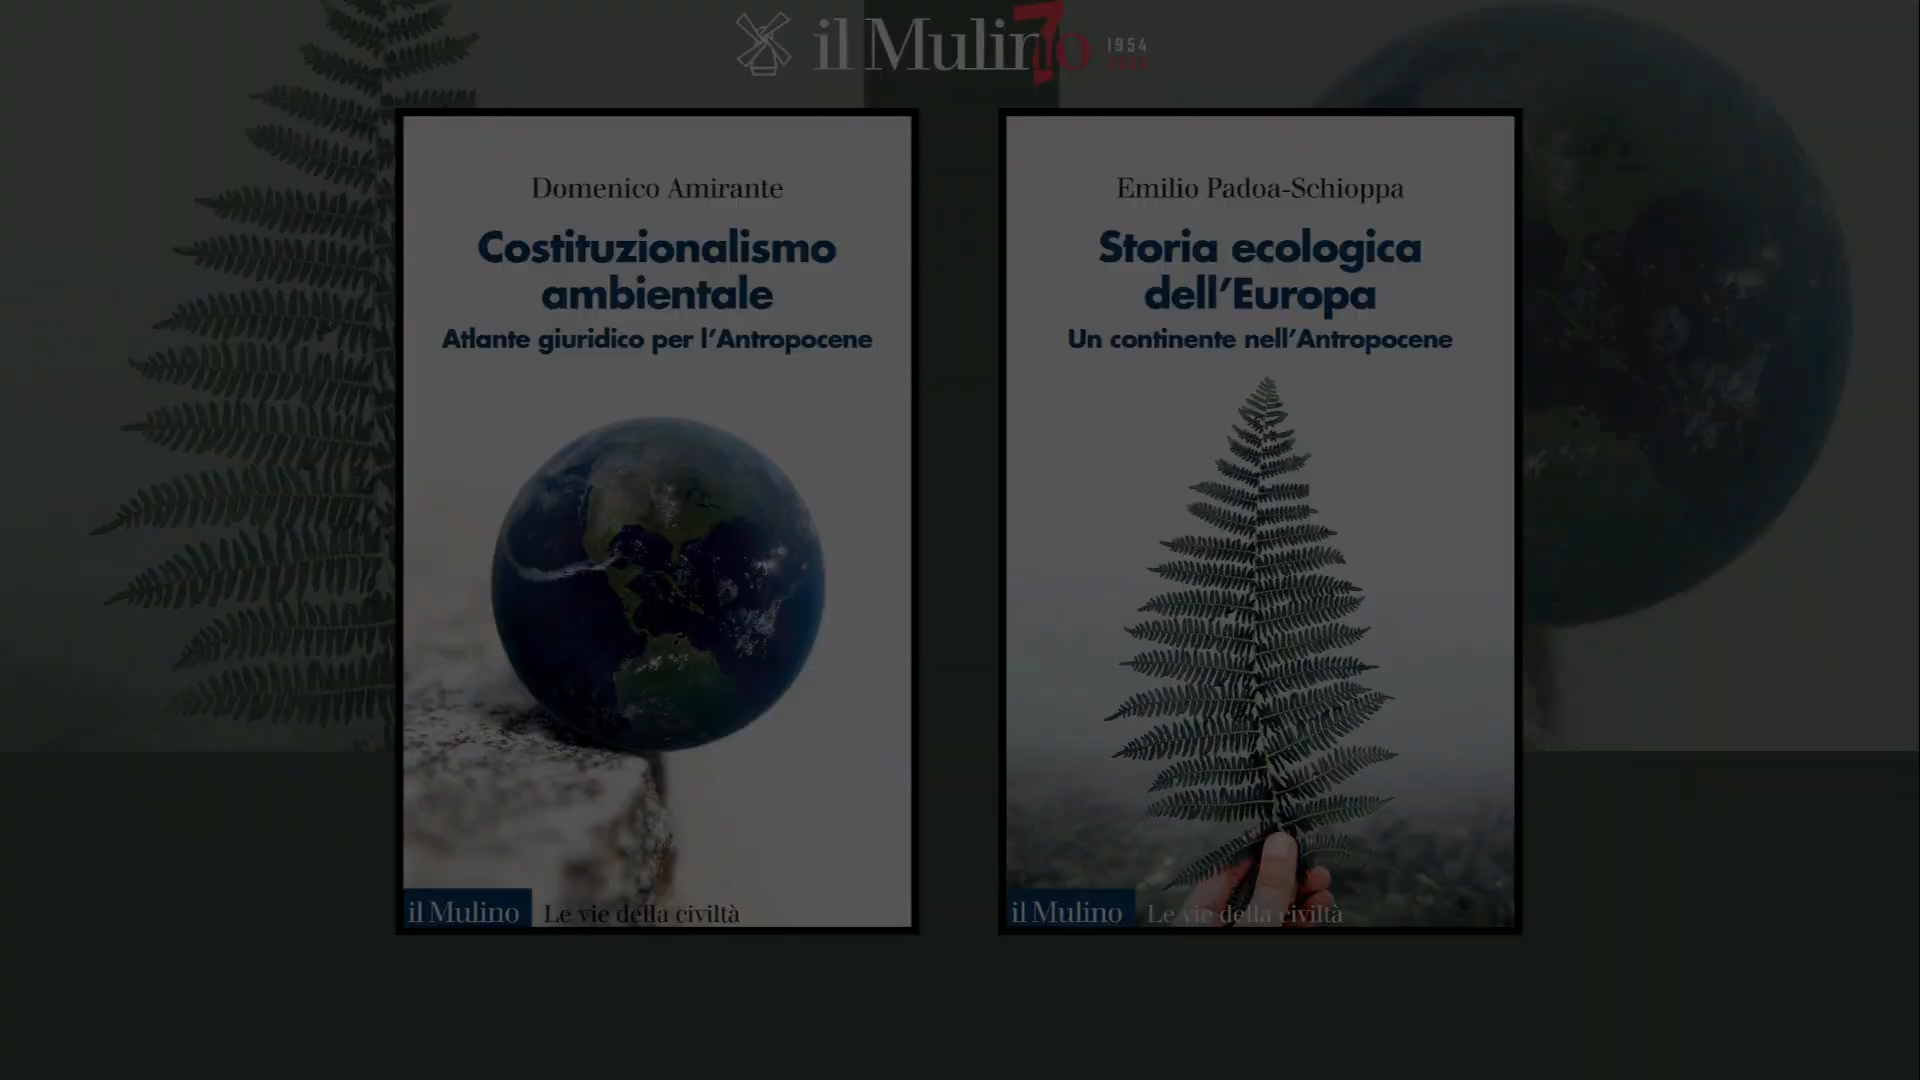 il Mulino
1954
Domenico Amirante
Costituzionalismo
ambientale
Atlante giuridico per l'Antropocene
il Mulino Le vie della civiltà
Emilio Padoa-Schioppa
Storia ecologica
dell'Europa
Un continente nell'Antropocene
il Mulino Le vie della civiltà